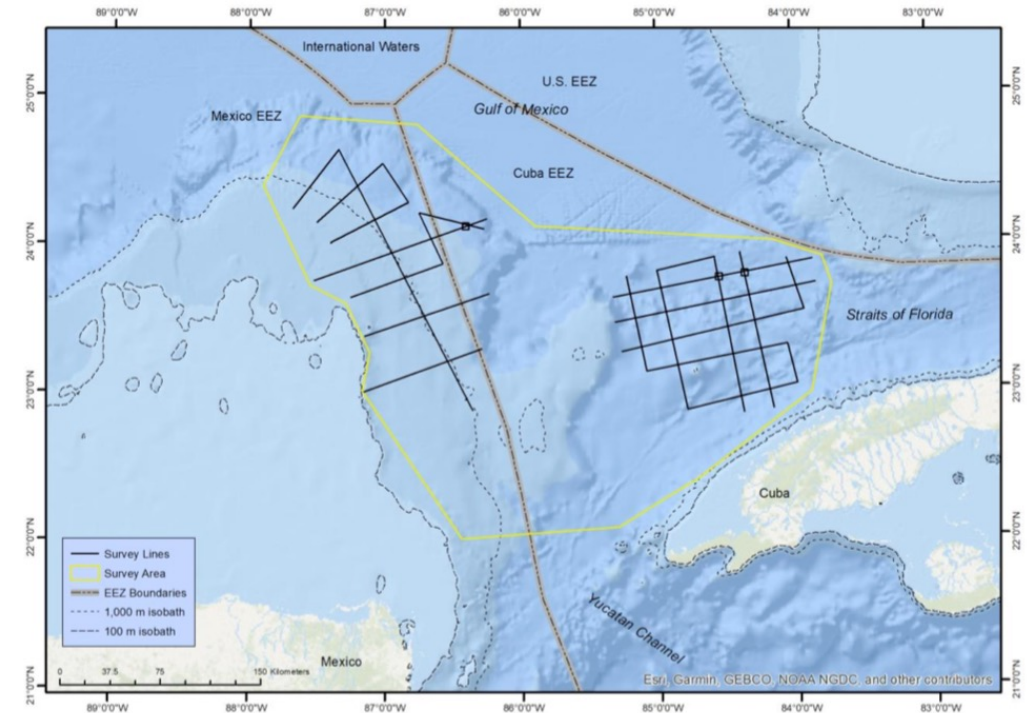 89°0'0"W 88°0'0"W 87°0'0"W 86°0'0"W 85°0'0"W 84°0'0"W 83°0'0"W
International Waters
U.S. EEZ
25°0'0"N
25°0'0"N
Mexico EEZ
Gulf of Mexico
Cuba EEZ
24°0'0"N
24°0'0"N
Straits of Florida
23°0'0"N
23°0'0"N
Cuba
22°0'0"N
22°0'0"N
Survey Lines
Survey Area
EEZ Boundaries
1,000 m isobath
100 m isobath
Yucatan Channel
Mexico
0 37.5 75 150 Kilometers
Esri, Garmin, GEBCO, NOAA NGDC, and other contributors
21°0'0"N
21°0'0"N
89°0'0"W 88°0'0"W 87°0'0"W 86°0'0"W 85°0'0"W 84°0'0"W 83°0'0"W